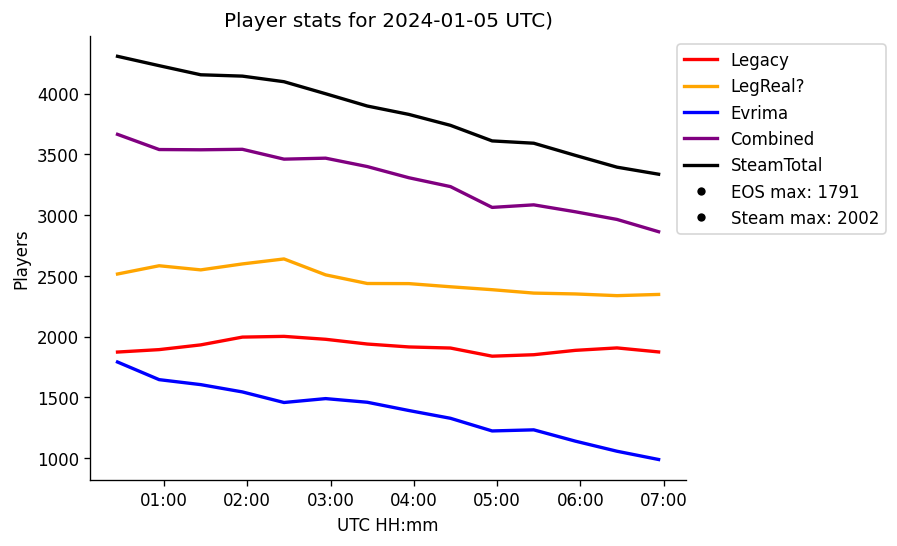 Player stats for 2024-01-05 UTC)
Legacy
LegReal?
Evrima
Combined
SteamTotal
EOS max: 1791
Steam max: 2002
Players
4000
3500
3000
2500
2000
1500
1000
01:00
02:00
03:00
04:00
05:00
06:00
07:00
UTC HH:mm